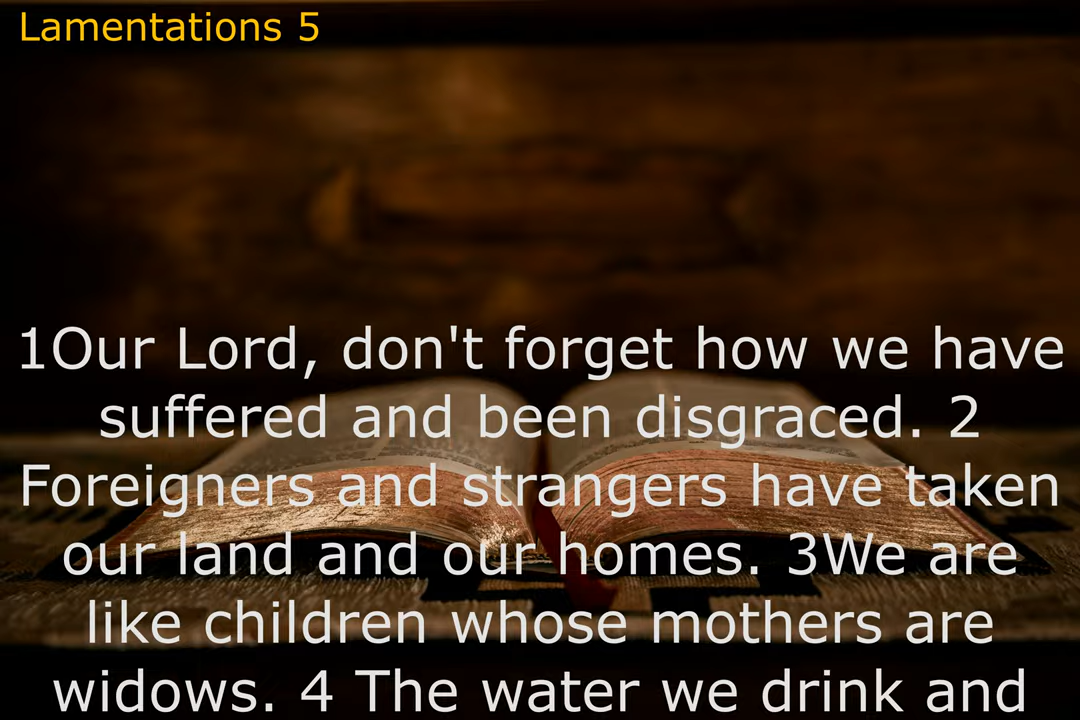 Lamentations 5
1Our Lord, don't forget how we have
suffered and been disgraced. 2
Foreigners and strangers have taken
our land and our homes. 3We are
like children whose mothers are
widows. 4 The water we drink and